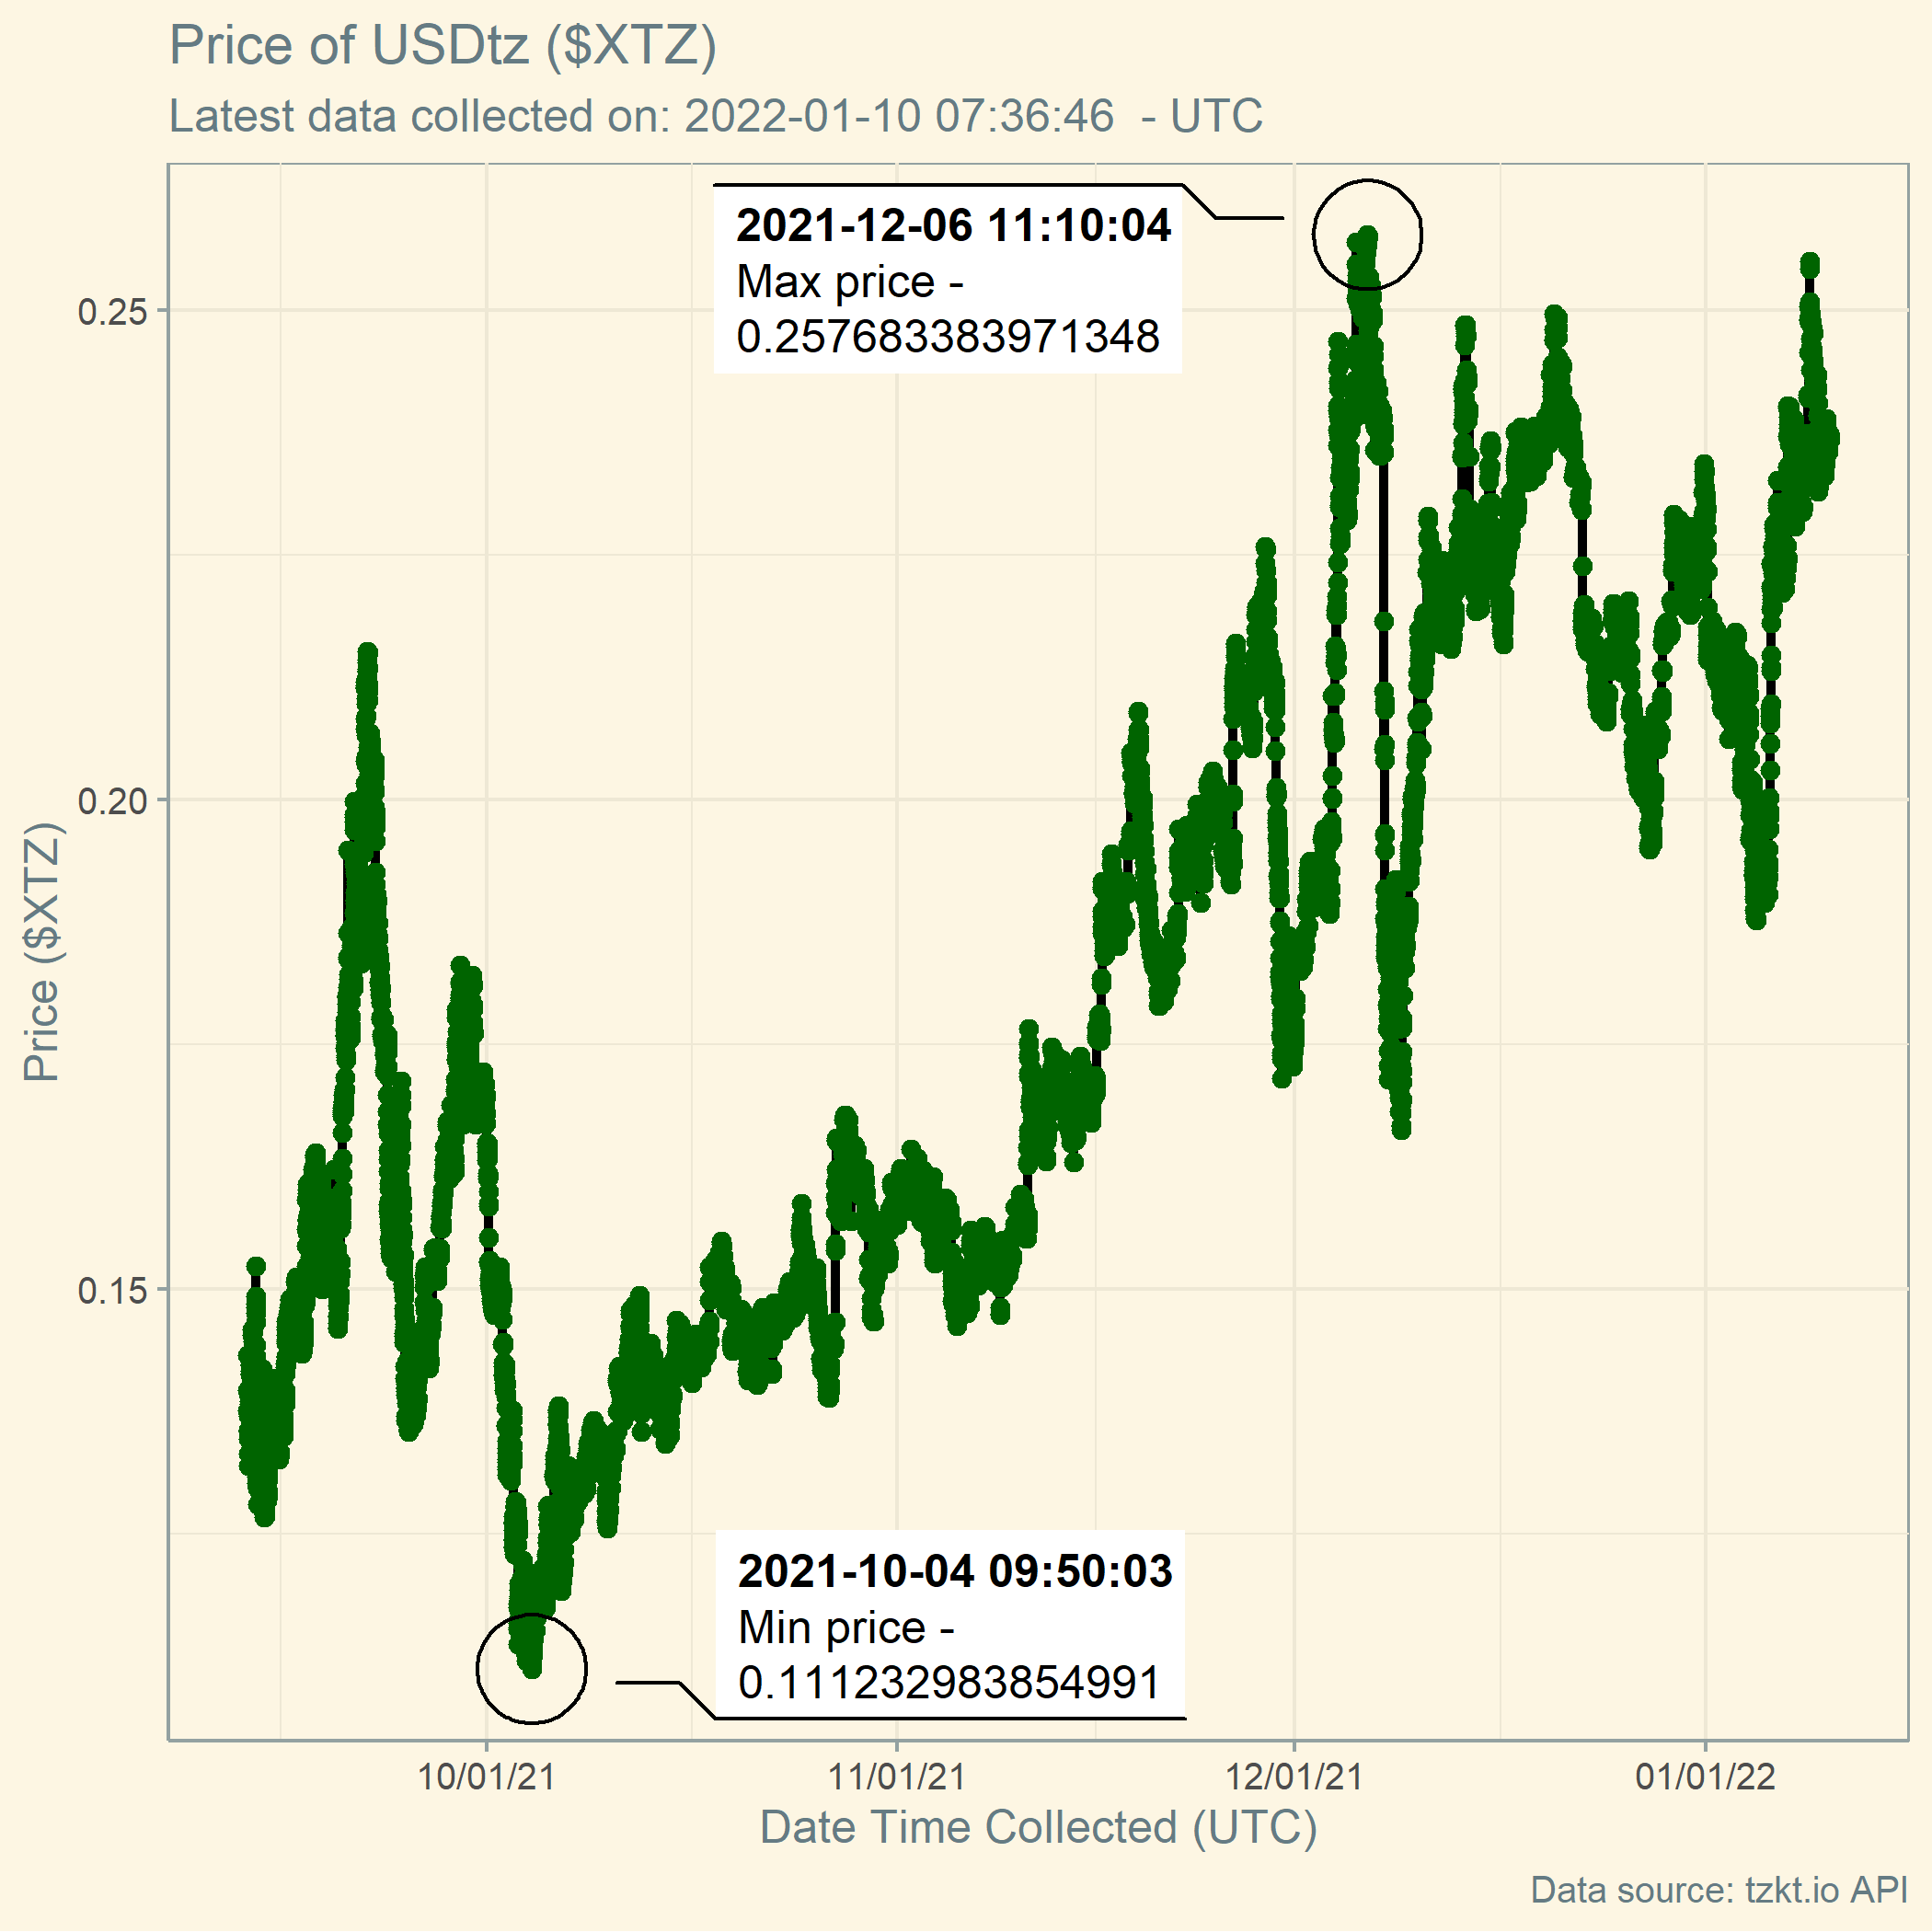 Price of USDtz ($XTZ)
Latest data collected on: 2022-01-10 07:36:46  - UTC
2021-12-06 11:10:04
Max price -
0.257683383971348
0.25
0.20
0.15
Price ($XTZ)
2021-10-04 09:50:03
Min price -
0.111232983854991
10/01/21
11/01/21
12/01/21
01/01/22
Date Time Collected (UTC)
Data source: tzkt.io API